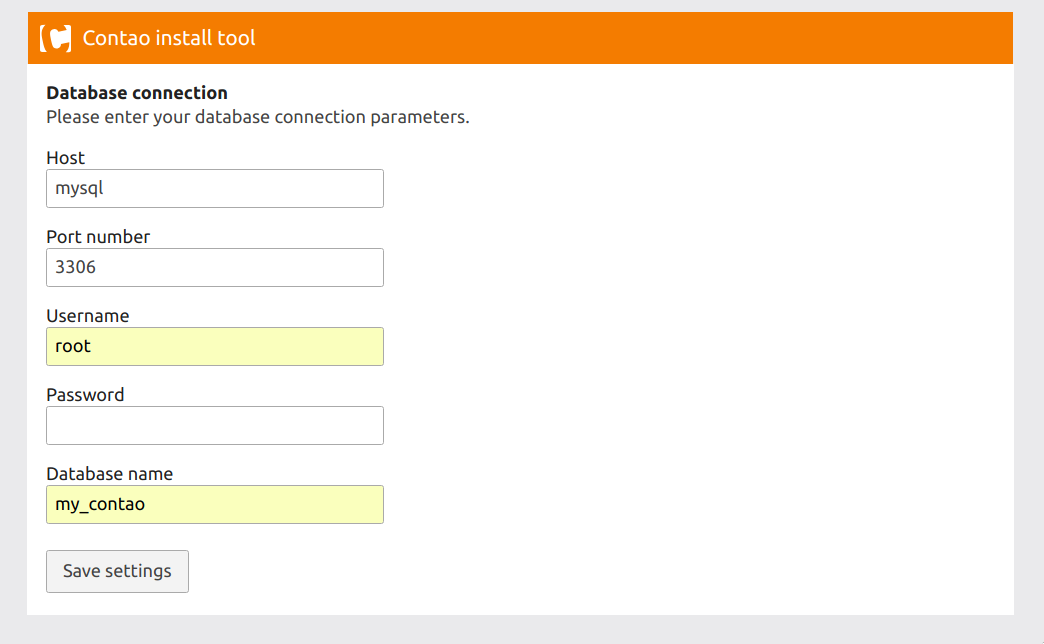 Contao install tool
Database connection
Please enter your database connection parameters.
Host
mysql
Port number
3306
Username
root
Password
Database name
my_contao
Save settings